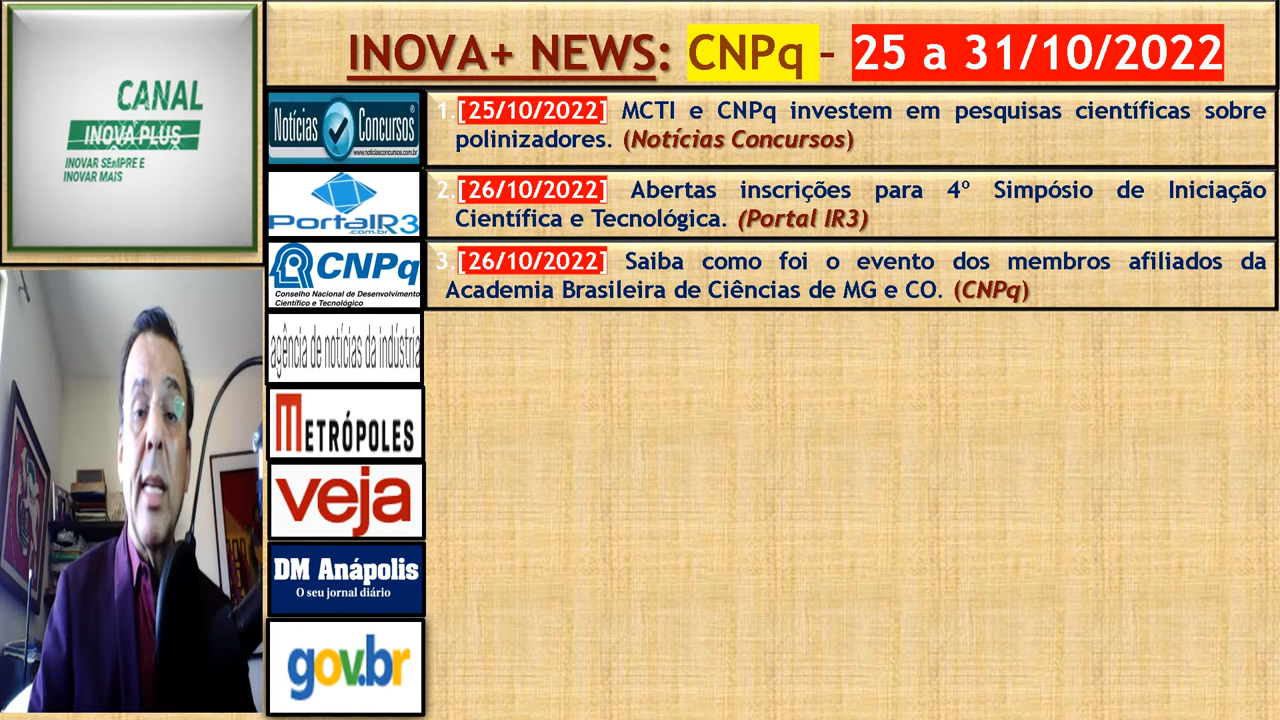 INOVA+ NEWS: CNPq - 25 a 31/10/2022
CANAL
INOVA PLUS
INOVAR SEMPRE E
INOVAR MAIS
Notícias Concursos
www.noticiasconcursos.com.br
1. [25/10/2022] MCTI e CNPq investem em pesquisas científicas sobre
polinizadores. (Notícias Concursos)
PortalR3
.com.br
2. [26/10/2022] Abertas inscrições para 4º Simpósio de Iniciação
Científica e Tecnológica. (Portal IR3)
CNPq
Conselho Nacional de Desenvolvimento
Científico e Tecnológico
3. [26/10/2022] Saiba como foi o evento dos membros afiliados da
Academia Brasileira de Ciências de MG e CO. (CNPq)
agência de notícias da indústria
METRÓPOLES
veja
DM Anápolis
O seu jornal diário
gov.br